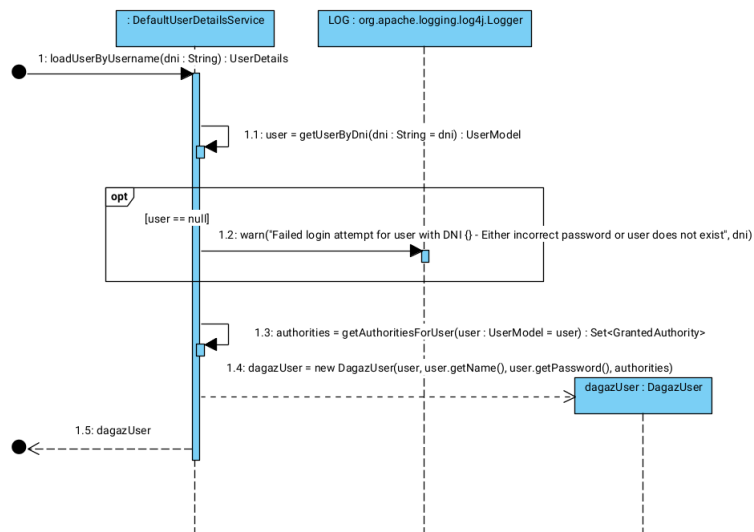 : DefaultUserDetailsService
LOG : org.apache.logging.log4j.Logger
1: loadUserByUsername(dni : String) : UserDetails
1.1: user = getUserByDni(dni : String = dni) : UserModel
opt
[user == null]
1.2: warn("Failed login attempt for user with DNI {} - Either incorrect password or user does not exist", dni)
1.3: authorities = getAuthoritiesForUser(user : UserModel = user) : Set<GrantedAuthority>
1.4: dagazUser = new DagazUser(user, user.getName(), user.getPassword(), authorities)
dagazUser : DagazUser
1.5: dagazUser